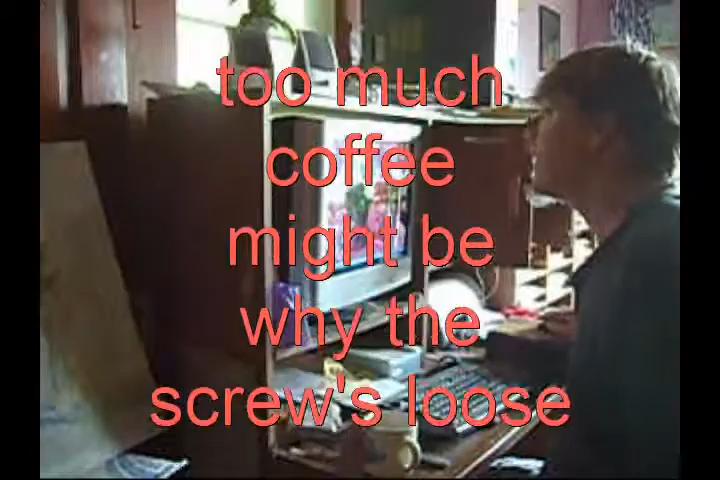 too much
coffee
might be
why the
screw's loose